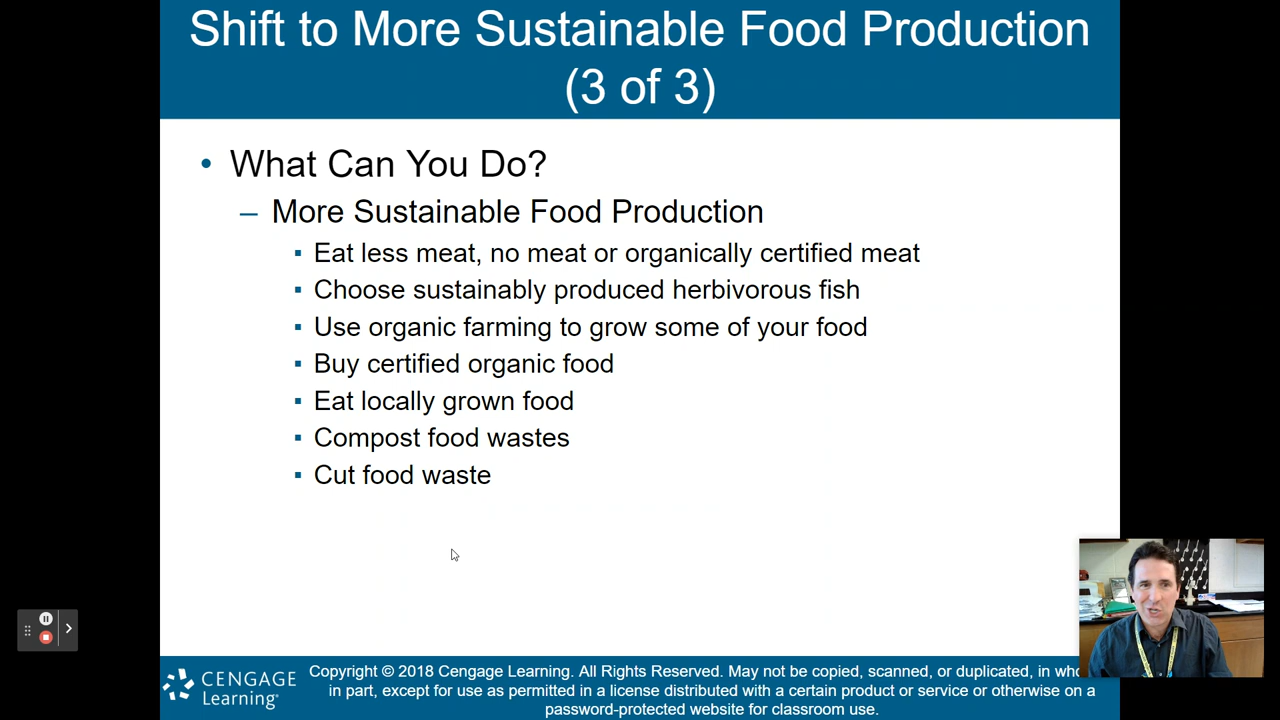 Shift to More Sustainable Food Production
(3 of 3)
• What Can You Do?
– More Sustainable Food Production
▪ Eat less meat, no meat or organically certified meat
▪ Choose sustainably produced herbivorous fish
▪ Use organic farming to grow some of your food
▪ Buy certified organic food
▪ Eat locally grown food
▪ Compost food wastes
▪ Cut food waste
CENGAGE
Learning
Copyright © 2018 Cengage Learning. All Rights Reserved. May not be copied, scanned, or duplicated, in
in part, except for use as permitted in a license distributed with a certain product or service or otherwise on a
password-protected website for classroom use.